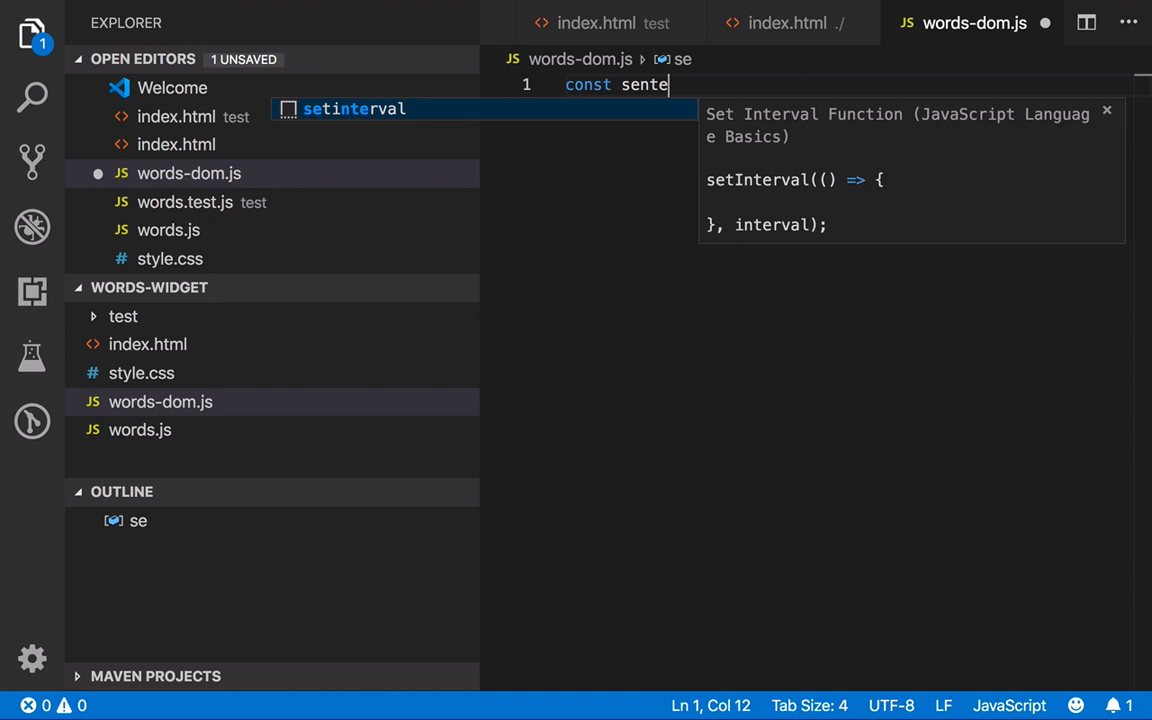 EXPLORER
OPEN EDITORS 1 UNSAVED
Welcome
index.html test
index.html
JS words-dom.js
JS words.test.js test
JS words.js
# style.css
WORDS-WIDGET
test
index.html
# style.css
JS words-dom.js
JS words.js
OUTLINE
se
MAVEN PROJECTS
1
index.html test
index.html ./
JS words-dom.js
JS words-dom.js se
1 const sente
setinterval
Set Interval Function (JavaScript Languag
e Basics)
setInterval(() => {
}, interval);
0 0
Ln 1, Col 12 Tab Size: 4 UTF-8 LF JavaScript 1